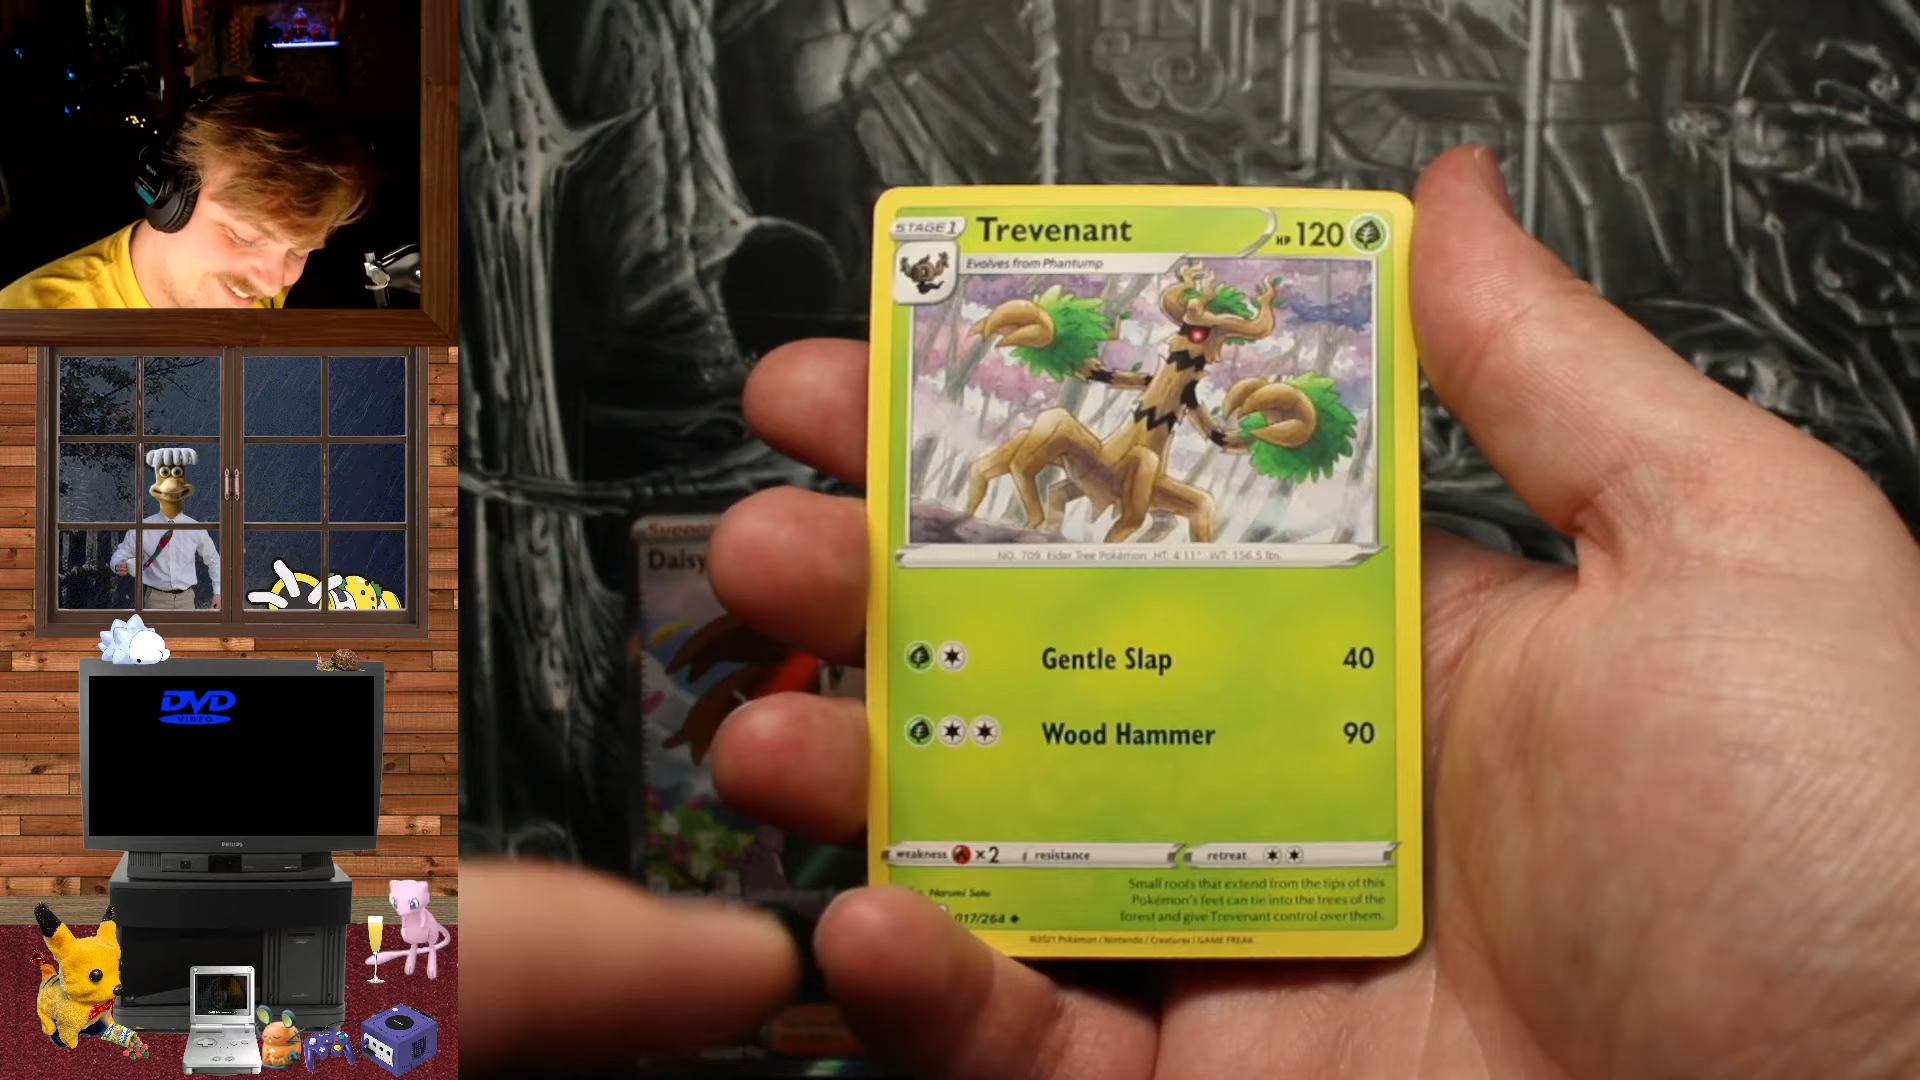 SONY
STAGE 1
Trevenant
HP 120
Evolves from Phantump
NO. 709 Elder Tree Pokémon HT: 4'11" WT: 156.5 lbs.
Gentle Slap 40
Wood Hammer 90
weakness ×2 resistance retreat
Small roots that extend from the tips of this
Pokémon's feet can tie into the trees of the
forest and give Trevenant control over them.
Narumi Sato
017/264
©2021 Pokémon / Nintendo / Creatures / GAME FREAK
Daisy
DVD
VIDEO
PHILIPS